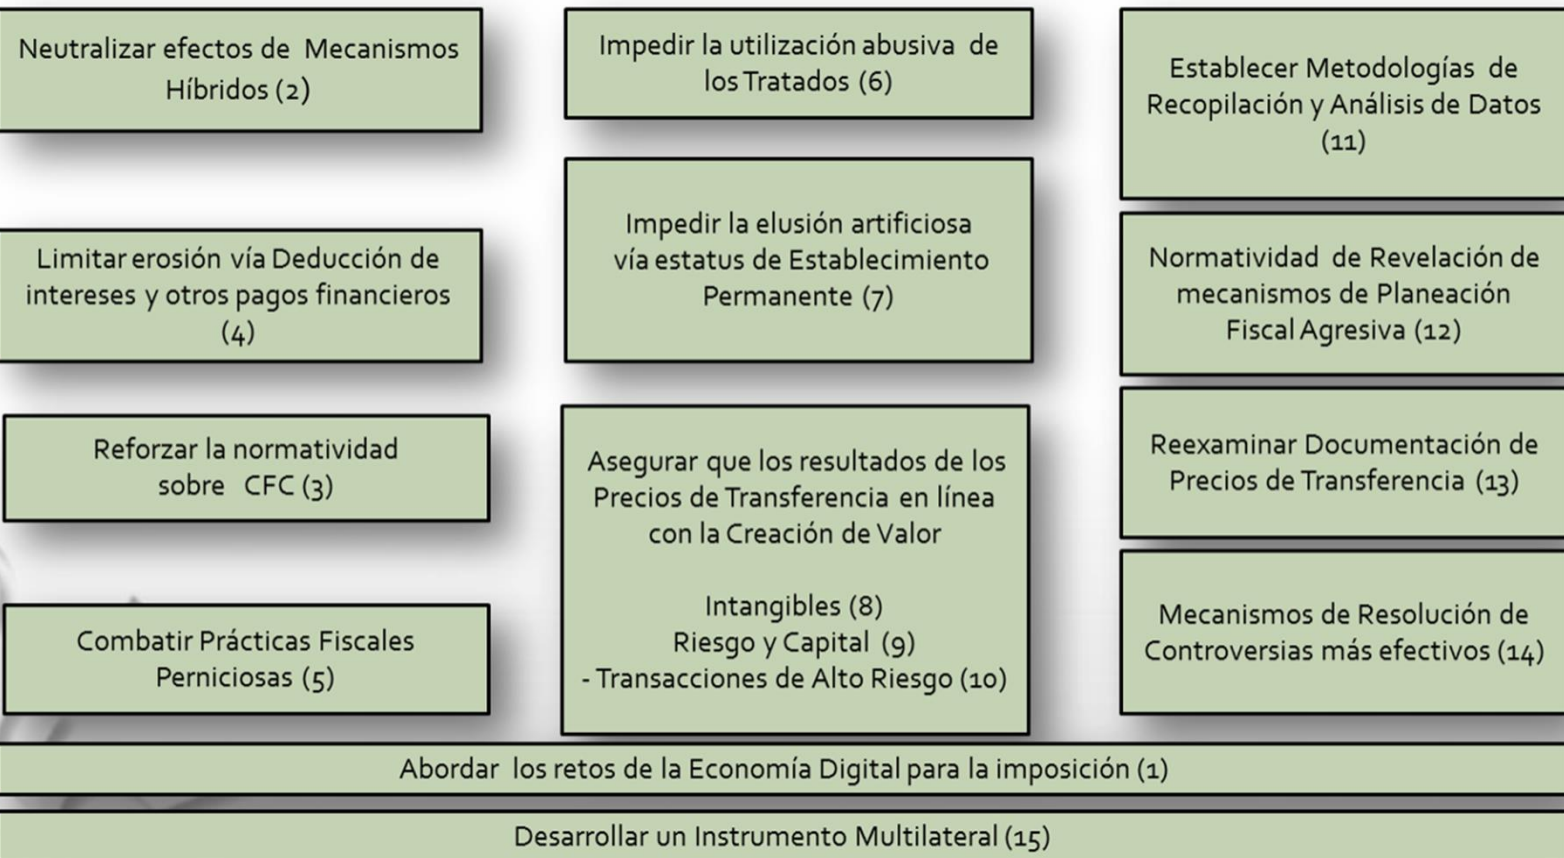 Neutralizar efectos de Mecanismos
Híbridos (2)
Limitar erosión vía Deducción de
intereses y otros pagos financieros
(4)
Reforzar la normatividad
sobre CFC (3)
Combatir Prácticas Fiscales
Perniciosas (5)
Impedir la utilización abusiva de
los Tratados (6)
Impedir la elusión artificiosa
vía estatus de Establecimiento
Permanente (7)
Asegurar que los resultados de los
Precios de Transferencia en línea
con la Creación de Valor
Intangibles (8)
Riesgo y Capital (9)
- Transacciones de Alto Riesgo (10)
Establecer Metodologías de
Recopilación y Análisis de Datos
(11)
Normatividad de Revelación de
mecanismos de Planeación
Fiscal Agresiva (12)
Reexaminar Documentación de
Precios de Transferencia (13)
Mecanismos de Resolución de
Controversias más efectivos (14)
Abordar los retos de la Economía Digital para la imposición (1)
Desarrollar un Instrumento Multilateral (15)